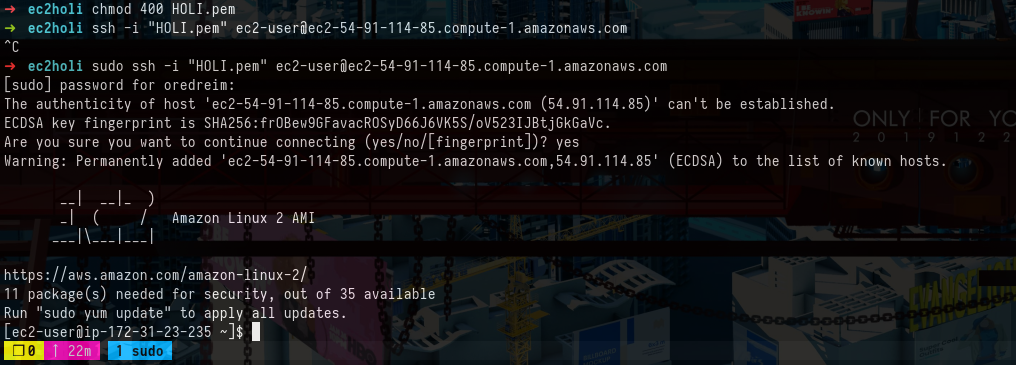 → ec2holi chmod 400 HOLI.pem
→ ec2holi ssh -i "HOLI.pem" ec2-user@ec2-54-91-114-85.compute-1.amazonaws.com
^C
→ ec2holi sudo ssh -i "HOLI.pem" ec2-user@ec2-54-91-114-85.compute-1.amazonaws.com
[sudo] password for oredreim:
The authenticity of host 'ec2-54-91-114-85.compute-1.amazonaws.com (54.91.114.85)' can't be established.
ECDSA key fingerprint is SHA256:frOBew9GFavacROSyD66J6VK5S/oV523IJBtjGkGaVc.
Are you sure you want to continue connecting (yes/no/[fingerprint])? yes
Warning: Permanently added 'ec2-54-91-114-85.compute-1.amazonaws.com,54.91.114.85' (ECDSA) to the list of known hosts.
ONLY FOR YO
2019122
       __|  __|_  )
       _|  (     /   Amazon Linux 2 AMI
      ___|\___|___|
https://aws.amazon.com/amazon-linux-2/
11 package(s) needed for security, out of 35 available
Run "sudo yum update" to apply all updates.
[ec2-user@ip-172-31-23-235 ~]$
❐ 0 ↑ 22m 1 sudo